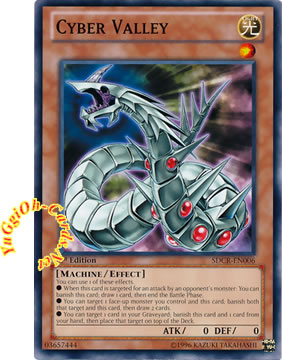 CYBER VALLEY
光
YuGgiOh-Cards.Net
1st Edition
SDCR-EN006
[MACHINE / EFFECT]
You can use 1 of these effects
● When this card is targeted for an attack by an opponent's monster: You can
banish this card; draw 1 card, then end the Battle Phase.
● You can target 1 face-up monster you control and this card; banish both
that target and this card, then draw 2 cards.
● You can target 1 card in your Graveyard; banish this card and 1 card from
your hand, then place that target on top of the Deck.
ATK / 0 DEF / 0
03657444
©1996 KAZUKI TAKAHASHI